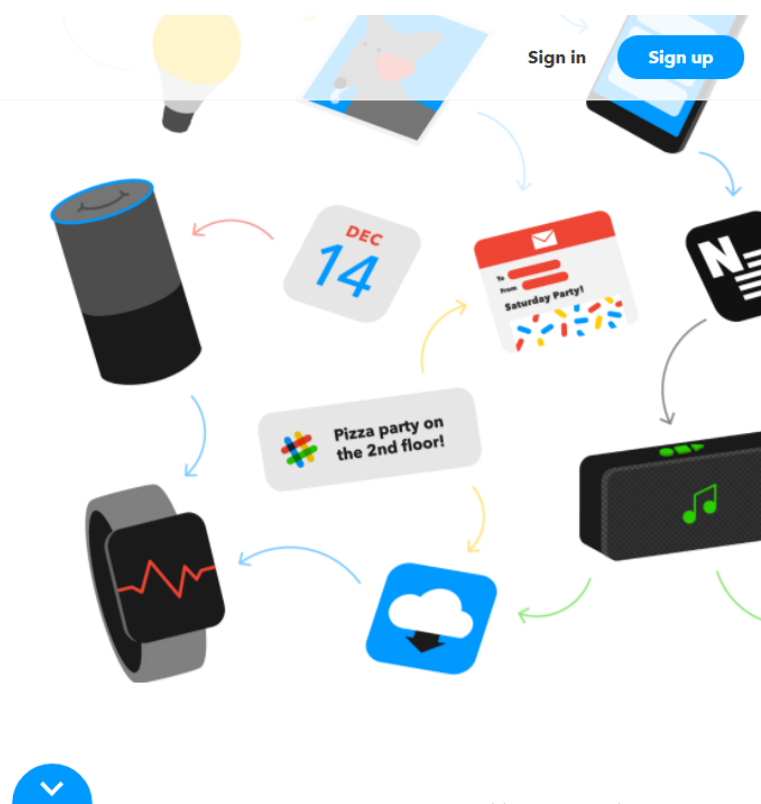 Sign in
Sign up
DEC
14
To
From
Saturday Party!
N
Pizza party on
the 2nd floor!